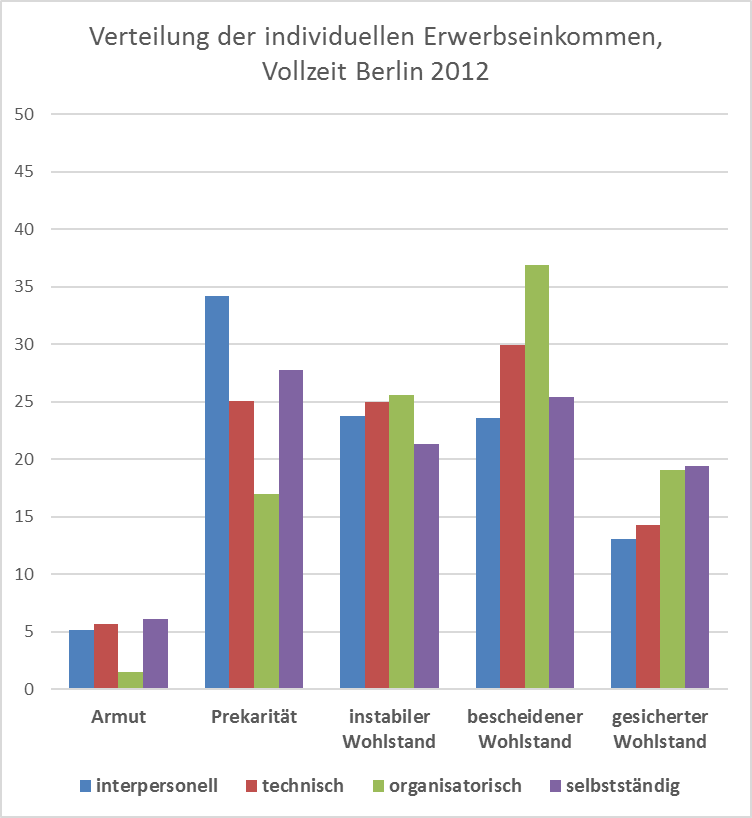 Verteilung der individuellen Erwerbseinkommen,
Vollzeit Berlin 2012
50
45
40
35
30
25
20
15
10
5
0
Armut Prekarität instabiler Wohlstand bescheidener Wohlstand gesicherter Wohlstand
interpersonell technisch organisatorisch selbstständig